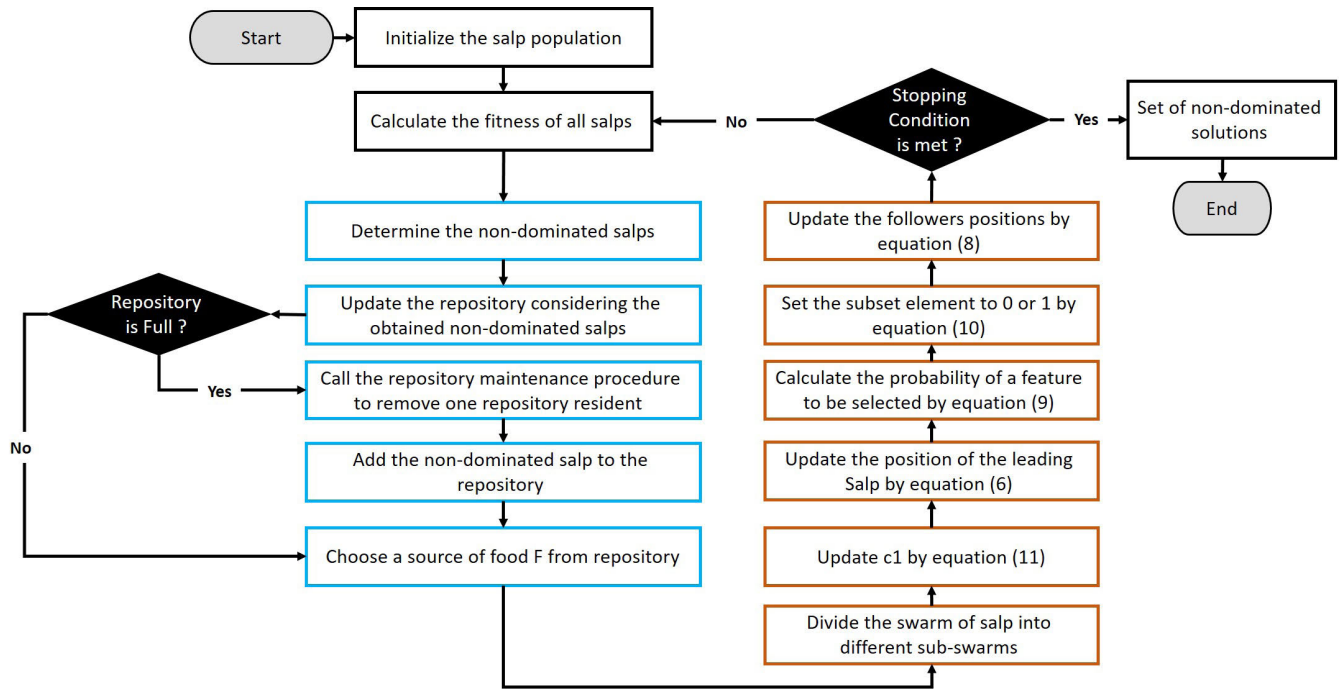 Start
Initialize the salp population
Calculate the fitness of all salps
No
Stopping
Condition
is met ?
Yes
Set of non-dominated
solutions
End
Determine the non-dominated salps
Update the repository considering the
obtained non-dominated salps
Repository
is Full ?
Yes
No
Call the repository maintenance procedure
to remove one repository resident
Add the non-dominated salp to the
repository
Choose a source of food F from repository
Update the followers positions by
equation (8)
Set the subset element to 0 or 1 by
equation (10)
Calculate the probability of a feature
to be selected by equation (9)
Update the position of the leading
Salp by equation (6)
Update c1 by equation (11)
Divide the swarm of salp into
different sub-swarms